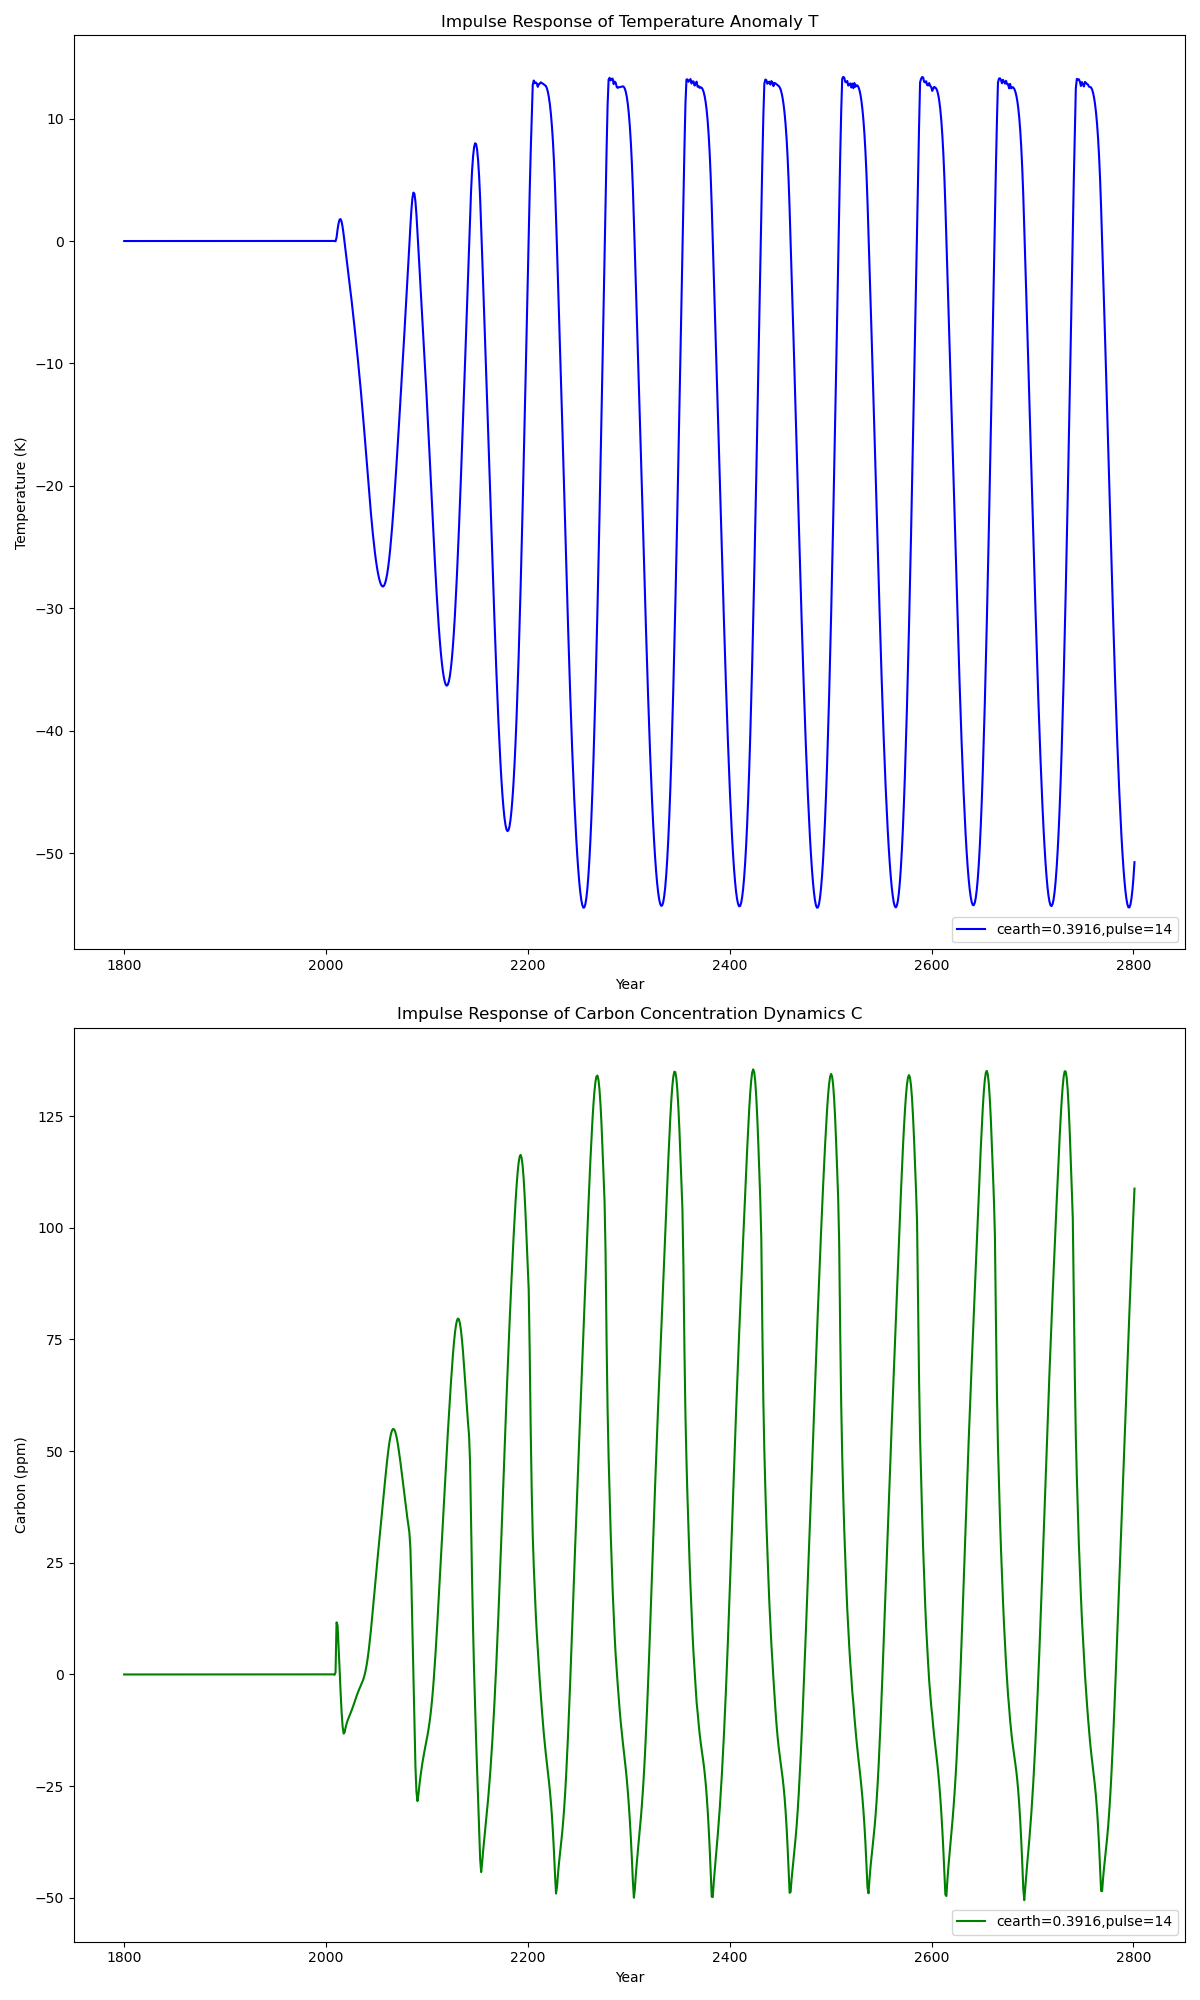 Impulse Response of Temperature Anomaly T
Temperature (K)
10
0
−10
−20
−30
−40
−50
1800 2000 2200 2400 2600 2800
Year
cearth=0.3916,pulse=14
Impulse Response of Carbon Concentration Dynamics C
Carbon (ppm)
125
100
75
50
25
0
−25
−50
1800 2000 2200 2400 2600 2800
Year
cearth=0.3916,pulse=14